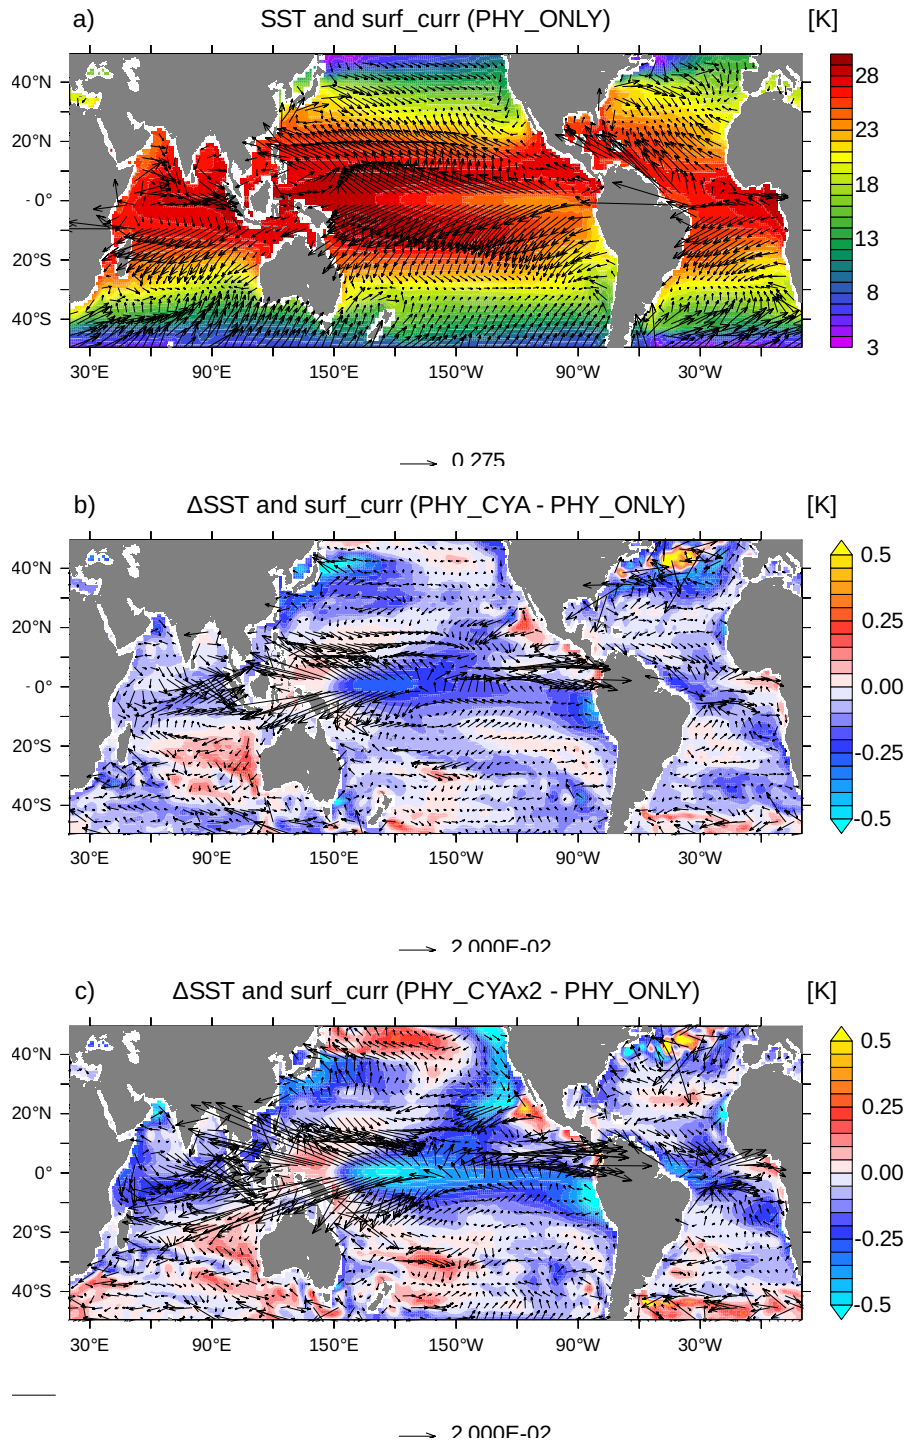 a) SST and surf_curr (PHY_ONLY) [K]
40°N
20°N
0°
20°S
40°S
30°E 90°E 150°E 150°W 90°W 30°W
28
23
18
13
8
3
0.275
b) ΔSST and surf_curr (PHY_CYA - PHY_ONLY) [K]
40°N
20°N
0°
20°S
40°S
30°E 90°E 150°E 150°W 90°W 30°W
0.5
0.25
0.00
-0.25
-0.5
2.000E-02
c) ΔSST and surf_curr (PHY_CYAx2 - PHY_ONLY) [K]
40°N
20°N
0°
20°S
40°S
30°E 90°E 150°E 150°W 90°W 30°W
0.5
0.25
0.00
-0.25
-0.5
2.000E-02